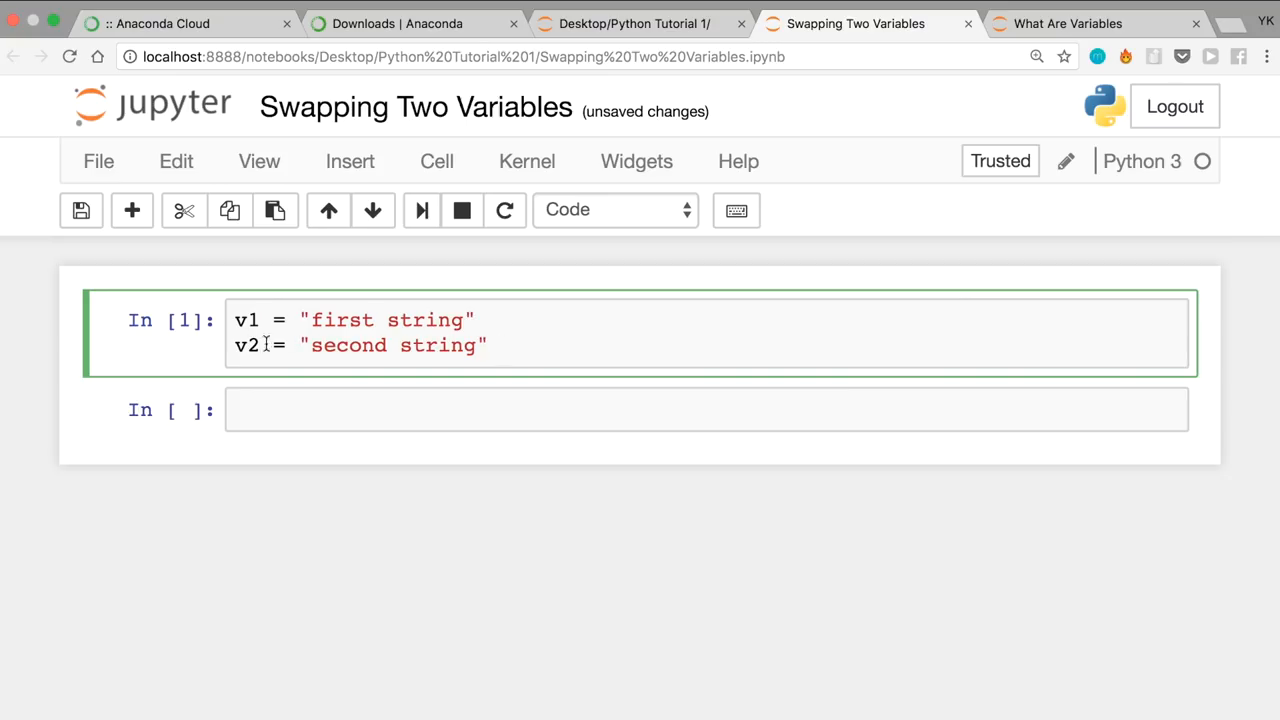 :: Anaconda Cloud
Downloads | Anaconda
Desktop/Python Tutorial 1/
Swapping Two Variables
What Are Variables
YK
localhost:8888/notebooks/Desktop/Python%20Tutorial%201/Swapping%20Two%20Variables.ipynb
jupyter
Swapping Two Variables (unsaved changes)
Logout
File Edit View Insert Cell Kernel Widgets Help
Trusted
Python 3
Code
In [1]: v1 = "first string"
v2 = "second string"
In [ ]: